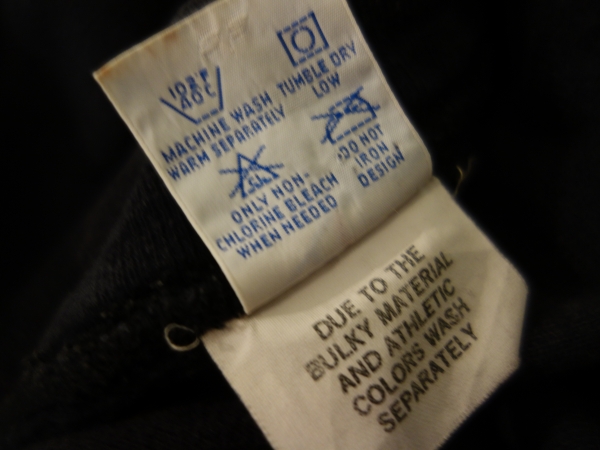 105°F
40°C
MACHINE WASH
WARM SEPARATELY
TUMBLE DRY
LOW
ONLY NON-
CHLORINE BLEACH
WHEN NEEDED
DO NOT
IRON
DESIGN
DUE TO THE
BULKY MATERIAL
AND ATHLETIC
COLORS WASH
SEPARATELY